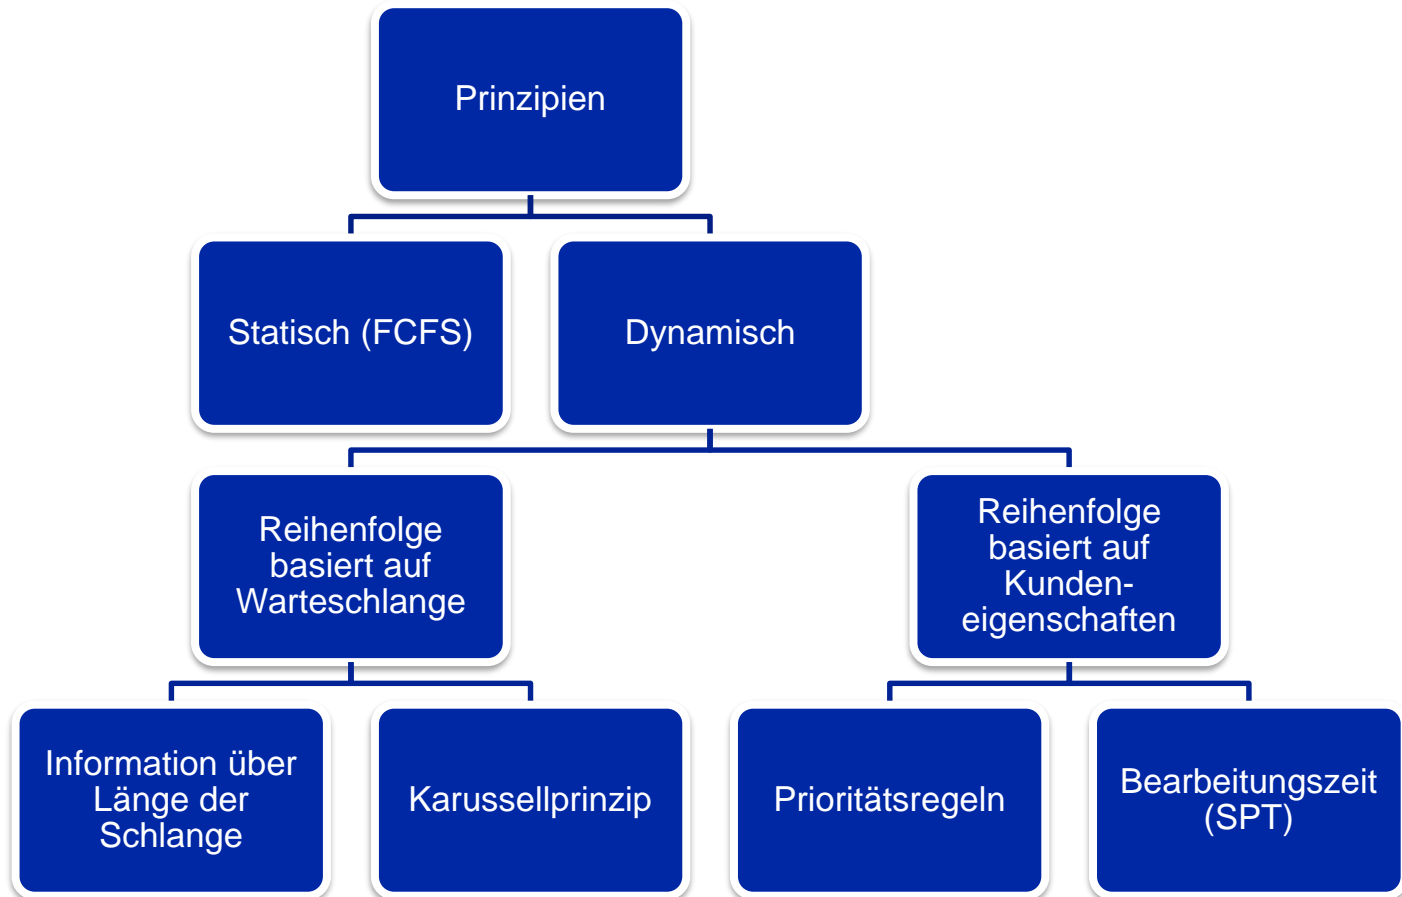 Prinzipien
Statisch (FCFS)
Dynamisch
Reihenfolge
basiert auf
Warteschlange
Reihenfolge
basiert auf
Kunden-
eigenschaften
Information über
Länge der
Schlange
Karussellprinzip
Prioritätsregeln
Bearbeitungszeit
(SPT)